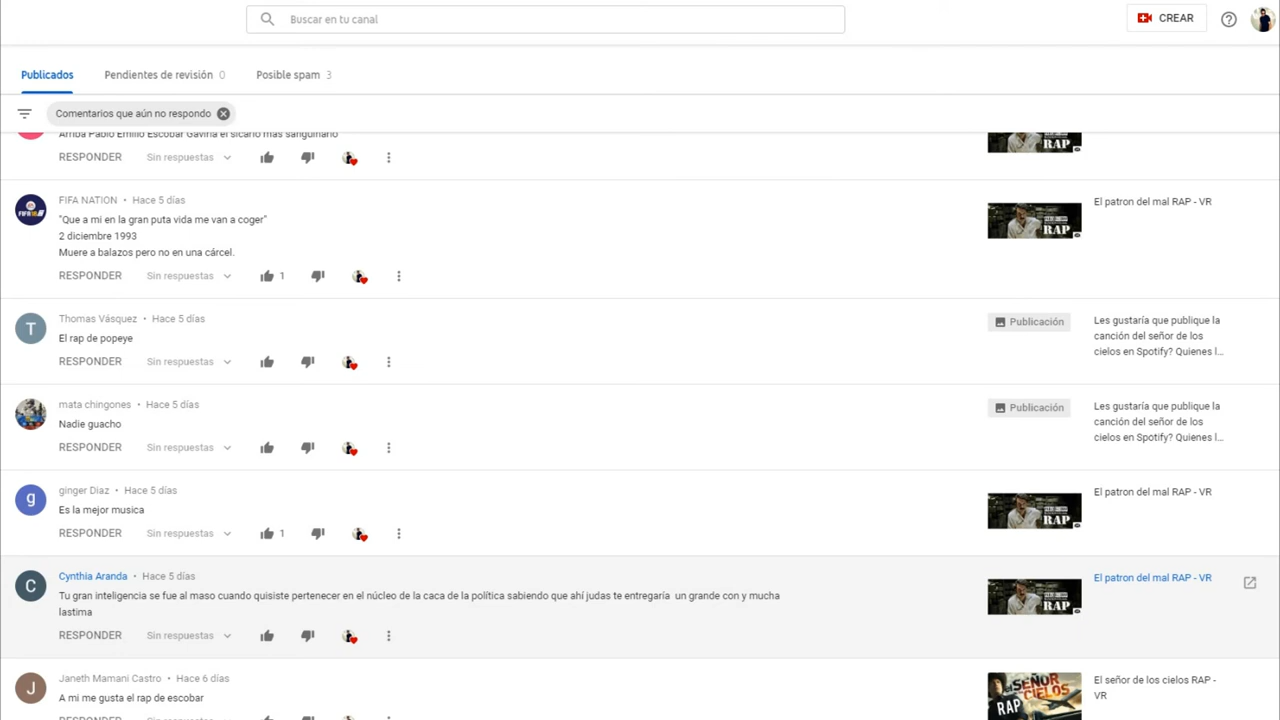 Buscar en tu canal
CREAR
Publicados
Pendientes de revisión 0
Posible spam 3
Comentarios que aún no respondo
Arriba Pablo Emilio Escobar Gaviria el sicario mas sanguinario
RESPONDER Sin respuestas
RAP
FIFA NATION • Hace 5 días
"Que a mi en la gran puta vida me van a coger"
2 diciembre 1993
Muere a balazos pero no en una cárcel.
RESPONDER Sin respuestas 1
RAP
El patron del mal RAP - VR
T
Thomas Vásquez • Hace 5 días
El rap de popeye
RESPONDER Sin respuestas
Publicación
Les gustaría que publique la
canción del señor de los
cielos en Spotify? Quienes l...
mata chingones • Hace 5 días
Nadie guacho
RESPONDER Sin respuestas
Publicación
Les gustaría que publique la
canción del señor de los
cielos en Spotify? Quienes l...
g
ginger Diaz • Hace 5 días
Es la mejor musica
RESPONDER Sin respuestas 1
RAP
El patron del mal RAP - VR
C
Cynthia Aranda • Hace 5 días
Tu gran inteligencia se fue al maso cuando quisiste pertenecer en el núcleo de la caca de la política sabiendo que ahí judas te entregaría un grande con y mucha
lastima
RESPONDER Sin respuestas
RAP
El patron del mal RAP - VR
J
Janeth Mamani Castro • Hace 6 días
A mi me gusta el rap de escobar
SEÑOR
CIELOS
RAP
El señor de los cielos RAP -
VR